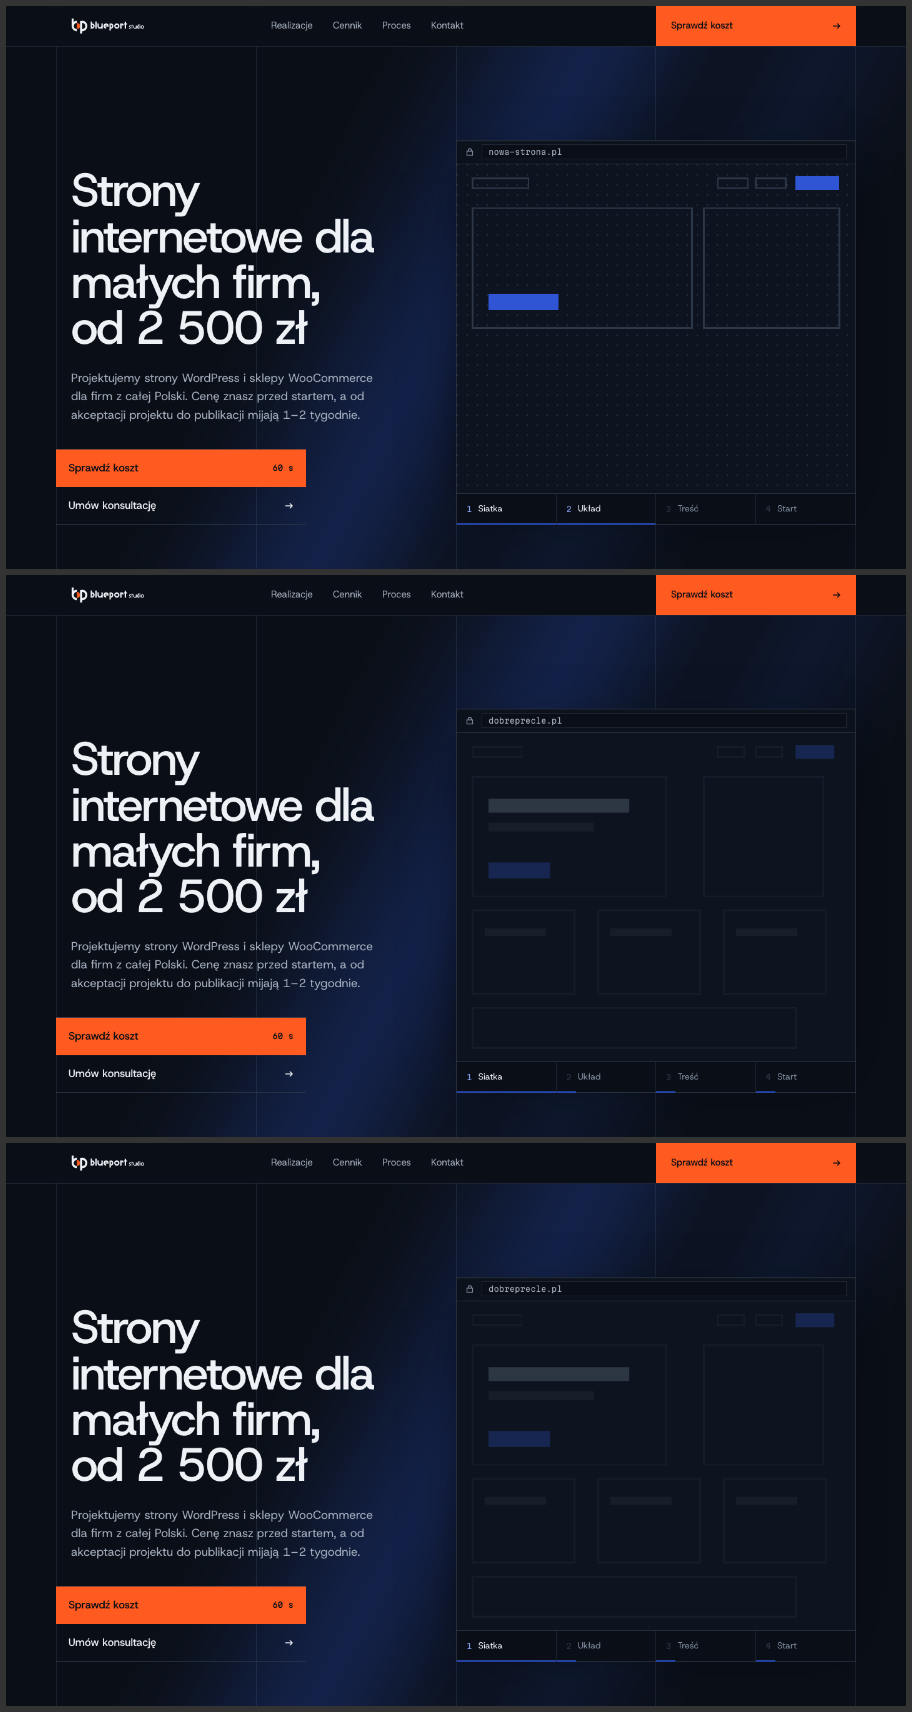 blueport studio
Realizacje Cennik Proces Kontakt
Sprawdź koszt →
nowa-strona.pl
Strony
internetowe dla
małych firm,
od 2 500 zł
Projektujemy strony WordPress i sklepy WooCommerce
dla firm z całej Polski. Cenę znasz przed startem, a od
akceptacji projektu do publikacji mijają 1–2 tygodnie.
Sprawdź koszt 60 s
Umów konsultację →
1 Siatka 2 Układ 3 Treść 4 Start
blueport studio
Realizacje Cennik Proces Kontakt
Sprawdź koszt →
dobreprecle.pl
Strony
internetowe dla
małych firm,
od 2 500 zł
Projektujemy strony WordPress i sklepy WooCommerce
dla firm z całej Polski. Cenę znasz przed startem, a od
akceptacji projektu do publikacji mijają 1–2 tygodnie.
Sprawdź koszt 60 s
Umów konsultację →
1 Siatka 2 Układ 3 Treść 4 Start
blueport studio
Realizacje Cennik Proces Kontakt
Sprawdź koszt →
dobreprecle.pl
Strony
internetowe dla
małych firm,
od 2 500 zł
Projektujemy strony WordPress i sklepy WooCommerce
dla firm z całej Polski. Cenę znasz przed startem, a od
akceptacji projektu do publikacji mijają 1–2 tygodnie.
Sprawdź koszt 60 s
Umów konsultację →
1 Siatka 2 Układ 3 Treść 4 Start